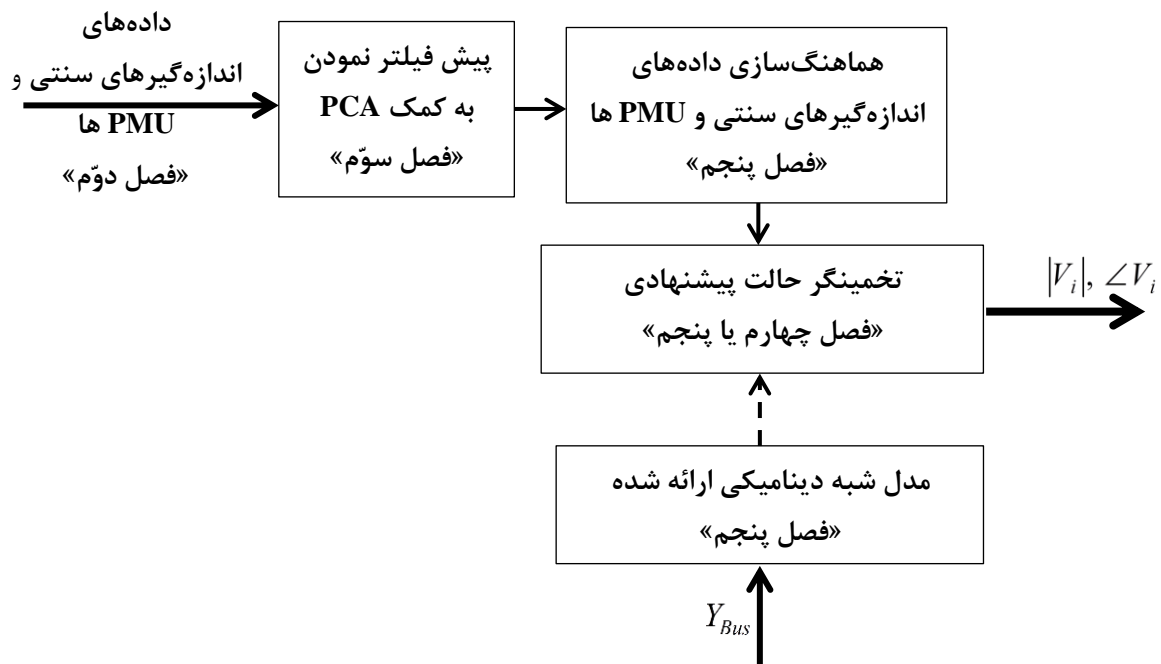 داده‌های
اندازه‌گیرهای سنتی و
PMU ها
«فصل دوّم»
پیش فیلتر نمودن
به کمک PCA
«فصل سوّم»
هماهنگ‌سازی داده‌های
اندازه‌گیرهای سنتی و PMU ها
«فصل پنجم»
تخمینگر حالت پیشنهادی
«فصل چهارم یا پنجم»
|V_i|, ∠V_i
مدل شبه دینامیکی ارائه شده
«فصل پنجم»
Y_Bus